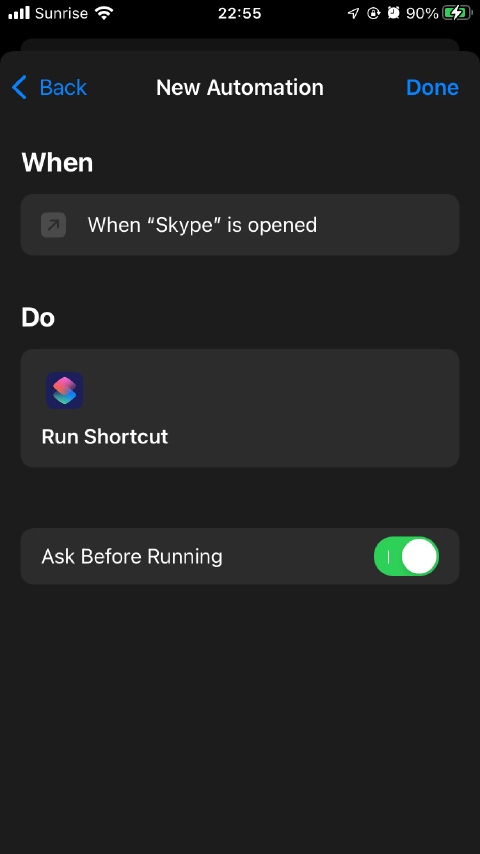 Sunrise 22:55 90%
Back New Automation Done
When
When “Skype” is opened
Do
Run Shortcut
Ask Before Running